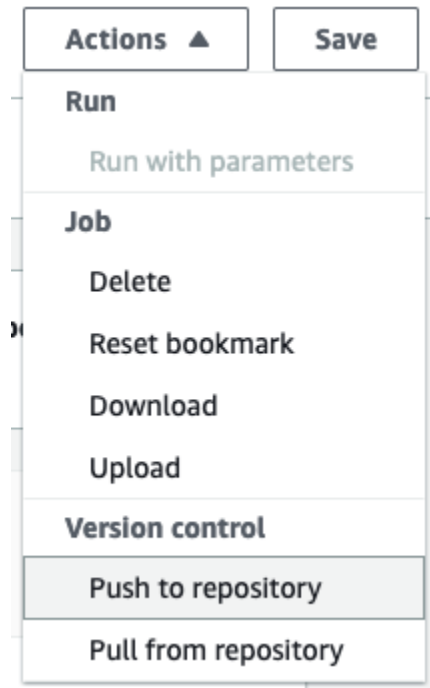 Actions ▲ Save
Run
Run with parameters
Job
Delete
Reset bookmark
Download
Upload
Version control
Push to repository
Pull from repository